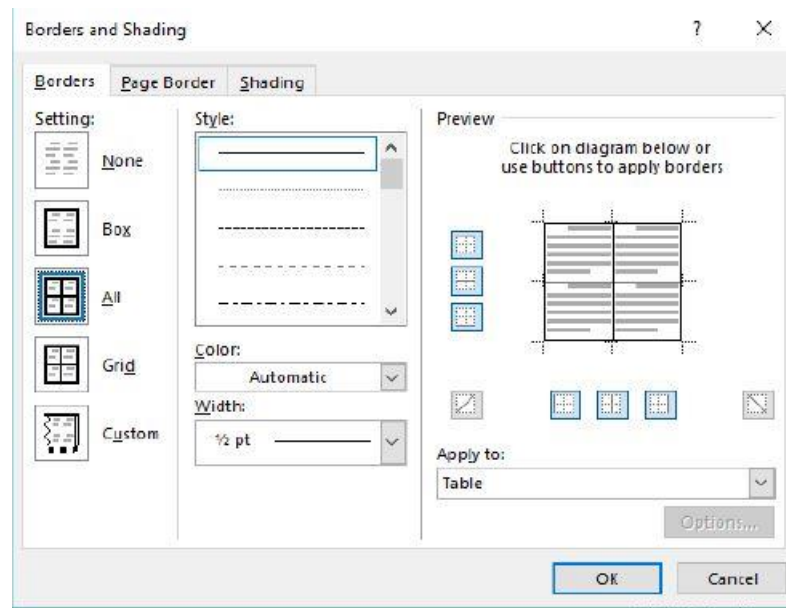 Borders and Shading ? X
Borders Page Border Shading
Setting:
None
Box
All
Grid
Custom
Style:
Color:
Automatic
Width:
½ pt
Preview
Click on diagram below or
use buttons to apply borders
Apply to:
Table
Options...
OK Cancel